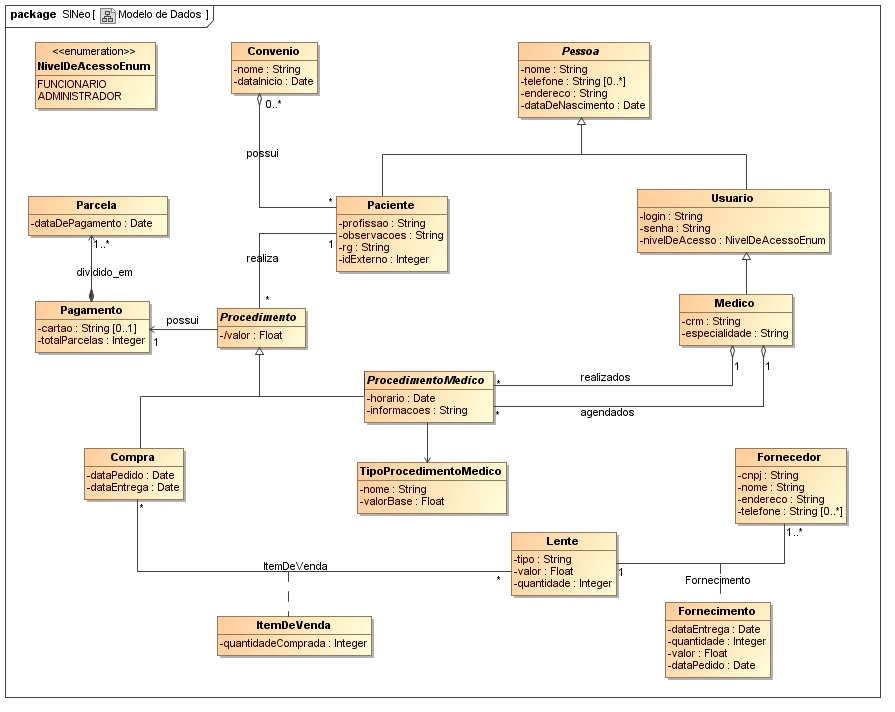 package SINeo [ Modelo de Dados ]
<<enumeration>>
NivelDeAcessoEnum
FUNCIONARIO
ADMINISTRADOR
Convenio
-nome : String
-dataInicio : Date
0..*
possui
*
Pessoa
-nome : String
-telefone : String [0..*]
-endereco : String
-dataDeNascimento : Date
Parcela
-dataDePagamento : Date
1..*
dividido_em
Paciente
-profissao : String
-observacoes : String
-rg : String
-idExterno : Integer
1
realiza
*
Usuario
-login : String
-senha : String
-nivelDeAcesso : NivelDeAcessoEnum
Pagamento
-cartao : String [0..1]
-totalParcelas : Integer
possui
1
Procedimento
-/valor : Float
Medico
-crm : String
-especialidade : String
1
1
ProcedimentoMedico
-horario : Date
-informacoes : String
*
realizados
*
agendados
Compra
-dataPedido : Date
-dataEntrega : Date
*
TipoProcedimentoMedico
-nome : String
-valorBase : Float
Fornecedor
-cnpj : String
-nome : String
-endereco : String
-telefone : String [0..*]
1..*
Lente
-tipo : String
-valor : Float
-quantidade : Integer
1
ItemDeVenda
*
Fornecimento
ItemDeVenda
-quantidadeComprada : Integer
Fornecimento
-dataEntrega : Date
-quantidade : Integer
-valor : Float
-dataPedido : Date